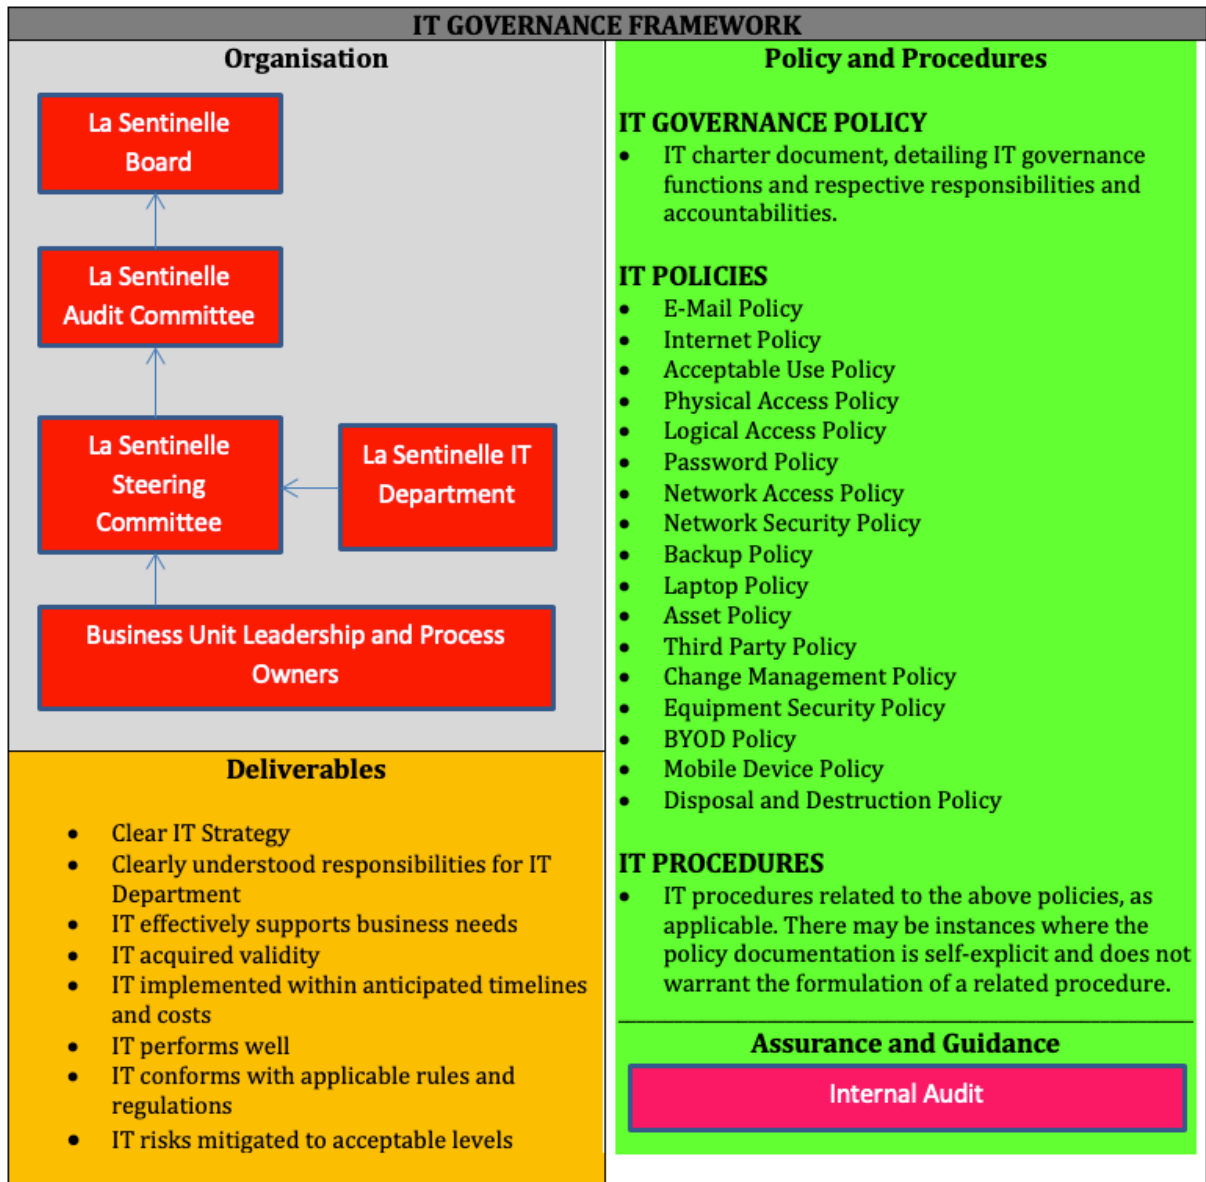 IT GOVERNANCE FRAMEWORK
Organisation
La Sentinelle
Board
La Sentinelle
Audit Committee
La Sentinelle
Steering
Committee
La Sentinelle IT
Department
Business Unit Leadership and Process
Owners
Deliverables
• Clear IT Strategy
• Clearly understood responsibilities for IT
Department
• IT effectively supports business needs
• IT acquired validity
• IT implemented within anticipated timelines
and costs
• IT performs well
• IT conforms with applicable rules and
regulations
• IT risks mitigated to acceptable levels
Policy and Procedures
IT GOVERNANCE POLICY
• IT charter document, detailing IT governance
functions and respective responsibilities and
accountabilities.
IT POLICIES
• E-Mail Policy
• Internet Policy
• Acceptable Use Policy
• Physical Access Policy
• Logical Access Policy
• Password Policy
• Network Access Policy
• Network Security Policy
• Backup Policy
• Laptop Policy
• Asset Policy
• Third Party Policy
• Change Management Policy
• Equipment Security Policy
• BYOD Policy
• Mobile Device Policy
• Disposal and Destruction Policy
IT PROCEDURES
• IT procedures related to the above policies, as
applicable. There may be instances where the
policy documentation is self-explicit and does not
warrant the formulation of a related procedure.
Assurance and Guidance
Internal Audit